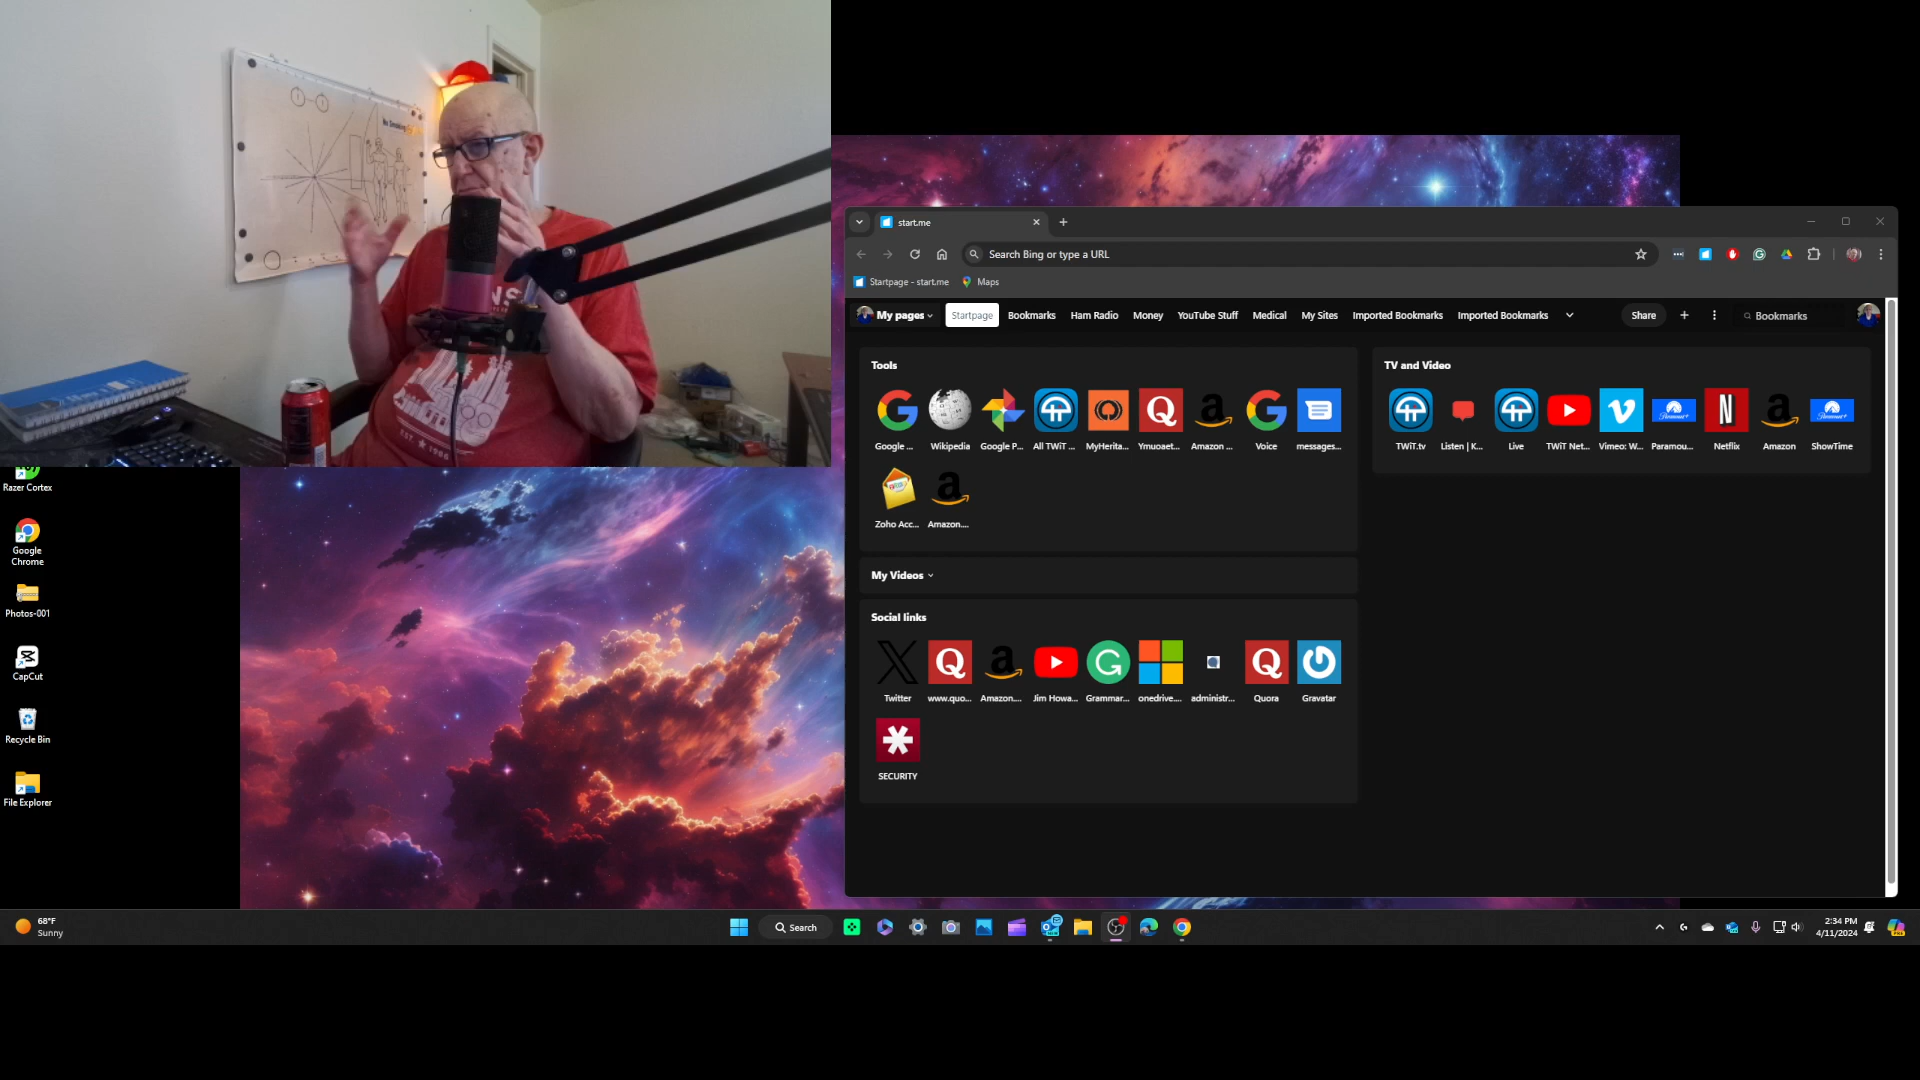 NS
EST. ★ 1966
start.me
Search Bing or type a URL
Startpage - start.me
Maps
My pages
Startpage
Bookmarks
Ham Radio
Money
YouTube Stuff
Medical
My Sites
Imported Bookmarks
Imported Bookmarks
Share
Bookmarks
Tools
Google ...
Wikipedia
Google P...
All TWiT ...
MyHerita...
Ymuoaet...
Amazon ...
Voice
messages...
Zoho Acc...
Amazon....
TV and Video
TWiT.tv
Listen | K...
Live
TWiT Net...
Vimeo: W...
Paramou...
Netflix
Amazon
ShowTime
My Videos
Social links
Twitter
www.quo...
Amazon....
Jim Howa...
Grammar...
onedrive....
administr...
Quora
Gravatar
SECURITY
Razer Cortex
Google
Chrome
Photos-001
CapCut
Recycle Bin
File Explorer
68°F
Sunny
Search
2:34 PM
4/11/2024